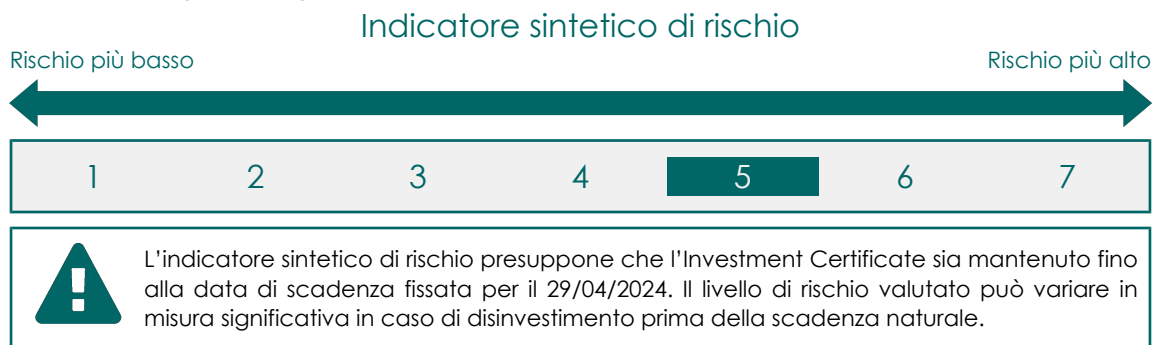 Indicatore sintetico di rischio
Rischio più basso
Rischio più alto
1 2 3 4 5 6 7
L'indicatore sintetico di rischio presuppone che l'Investment Certificate sia mantenuto fino
alla data di scadenza fissata per il 29/04/2024. Il livello di rischio valutato può variare in
misura significativa in caso di disinvestimento prima della scadenza naturale.